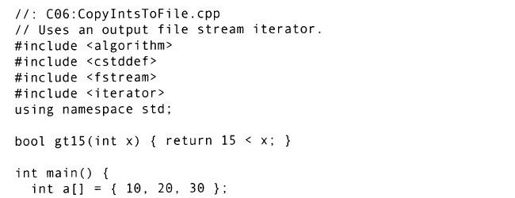 //: C06:CopyIntsToFile.cpp
// Uses an output file stream iterator.
#include <algorithm>
#include <cstddef>
#include <fstream>
#include <iterator>
using namespace std;

bool gt15(int x) { return 15 < x; }

int main() {
  int a[] = { 10, 20, 30 };